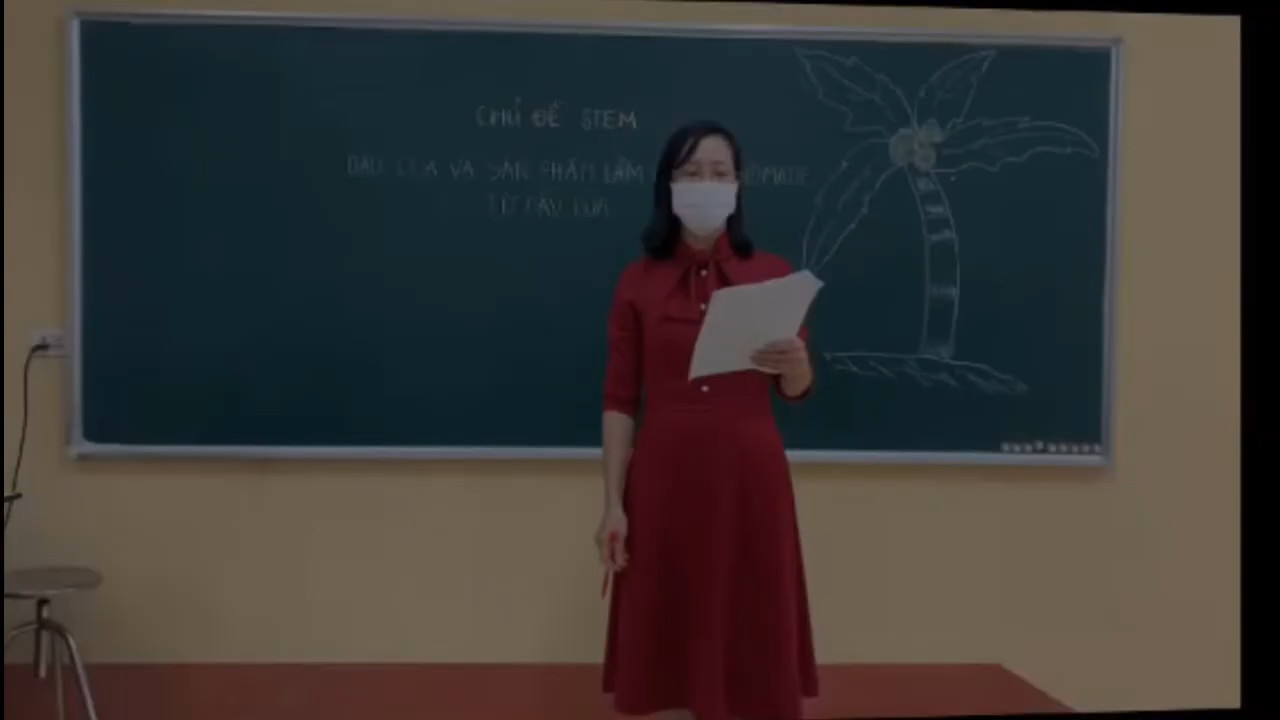 CHỦ ĐỀ STEM
DẦU DỪA VÀ SẢN PHẨM LÀM
TỪ DẦU DỪA